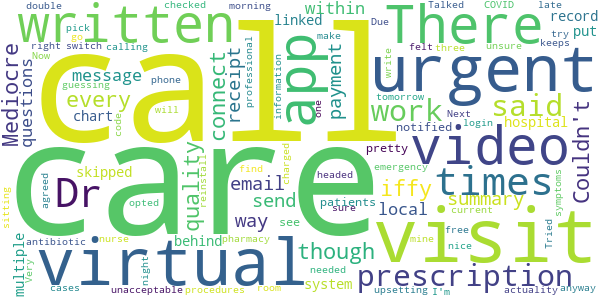 double written call There COVID morning late
checked linked within record
pick go right switch calling app Talked felt three unsure try put keeps
Now message phone payment urgent
Mediocre questions guessing every chart code will connect receipt professional information make one write work tomorrow Next said login hospital
care notified video Couldn't
skipped charged pretty emergency
sitting agreed Dr quality reinstall find email iffy times symptoms
opted send headed sure patients summary current
way see local free Tried
multiple Very antibiotic behind though mine nice
nurse pharmacy needed visit
virtual system prescription
cases night room upsetting I'm actuality
unacceptable procedures Due anyway